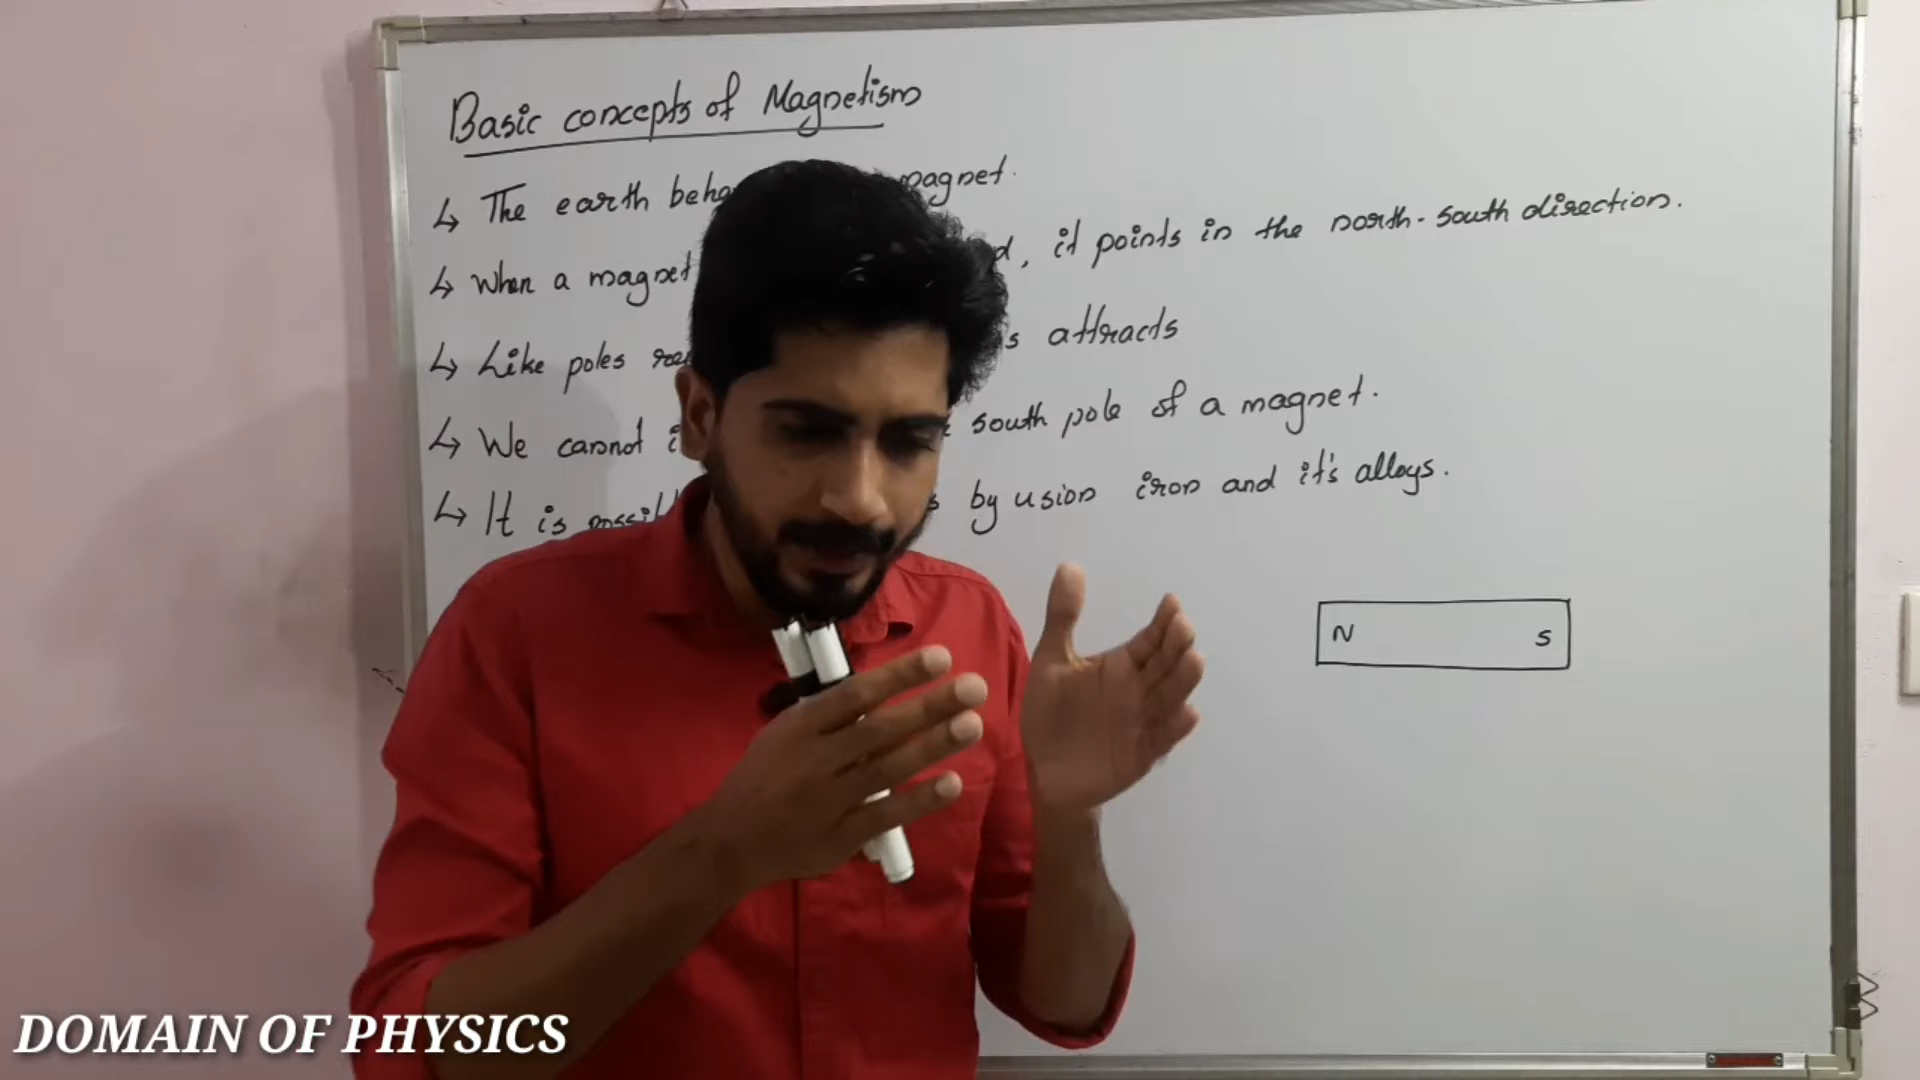 Basic concepts of Magnetism
↳ The earth magnet.
↳ When a magnet , it points in the north-south direction.
↳ Like poles attracts
↳ We cannot south pole of a magnet.
↳ It is by usion iron and it's alloys.
N S
DOMAIN OF PHYSICS